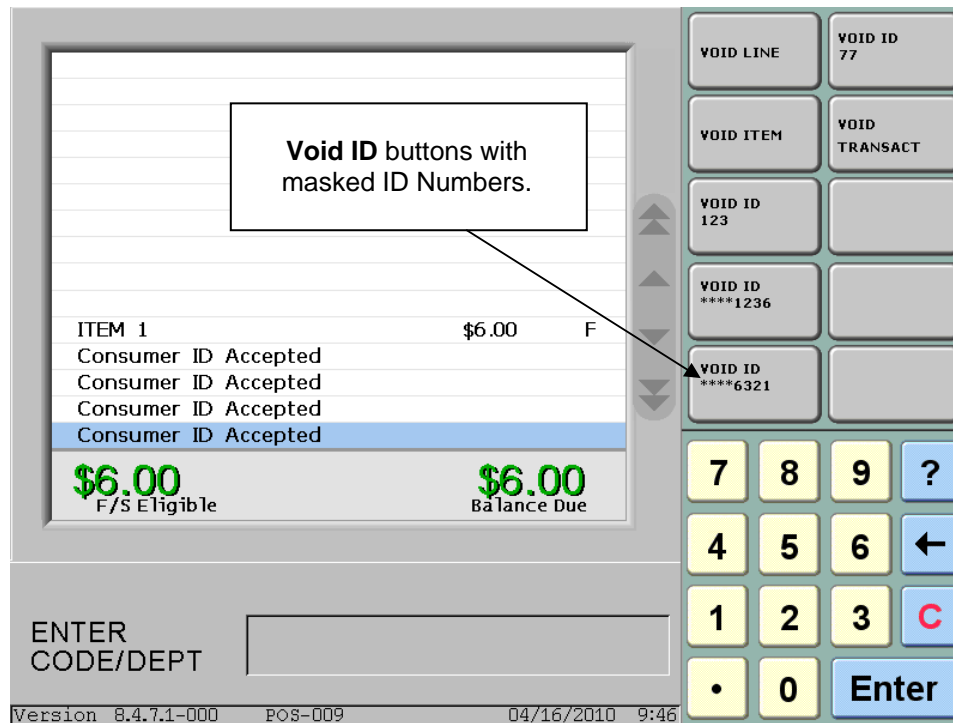 VOID LINE
VOID ID
77
VOID ITEM
VOID
TRANSACT
Void ID buttons with
masked ID Numbers.
VOID ID
123
VOID ID
****1236
ITEM 1 $6.00 F
Consumer ID Accepted
Consumer ID Accepted
Consumer ID Accepted
Consumer ID Accepted
VOID ID
****6321
$6.00 $6.00
F/S Eligible Balance Due
7 8 9 ?
4 5 6 ←
1 2 3 C
• 0 Enter
ENTER
CODE/DEPT
Version 8.4.7.1-000 POS-009 04/16/2010 9:46